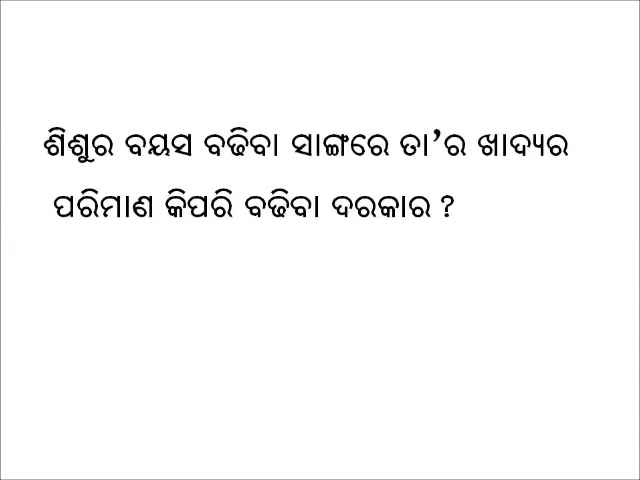 ଶିଶୁର ବୟସ ବଢିବା ସାଙ୍ଗରେ ତା’ର ଖାଦ୍ୟର
ପରିମାଣ କିପରି ବଢିବା ଦରକାର ?